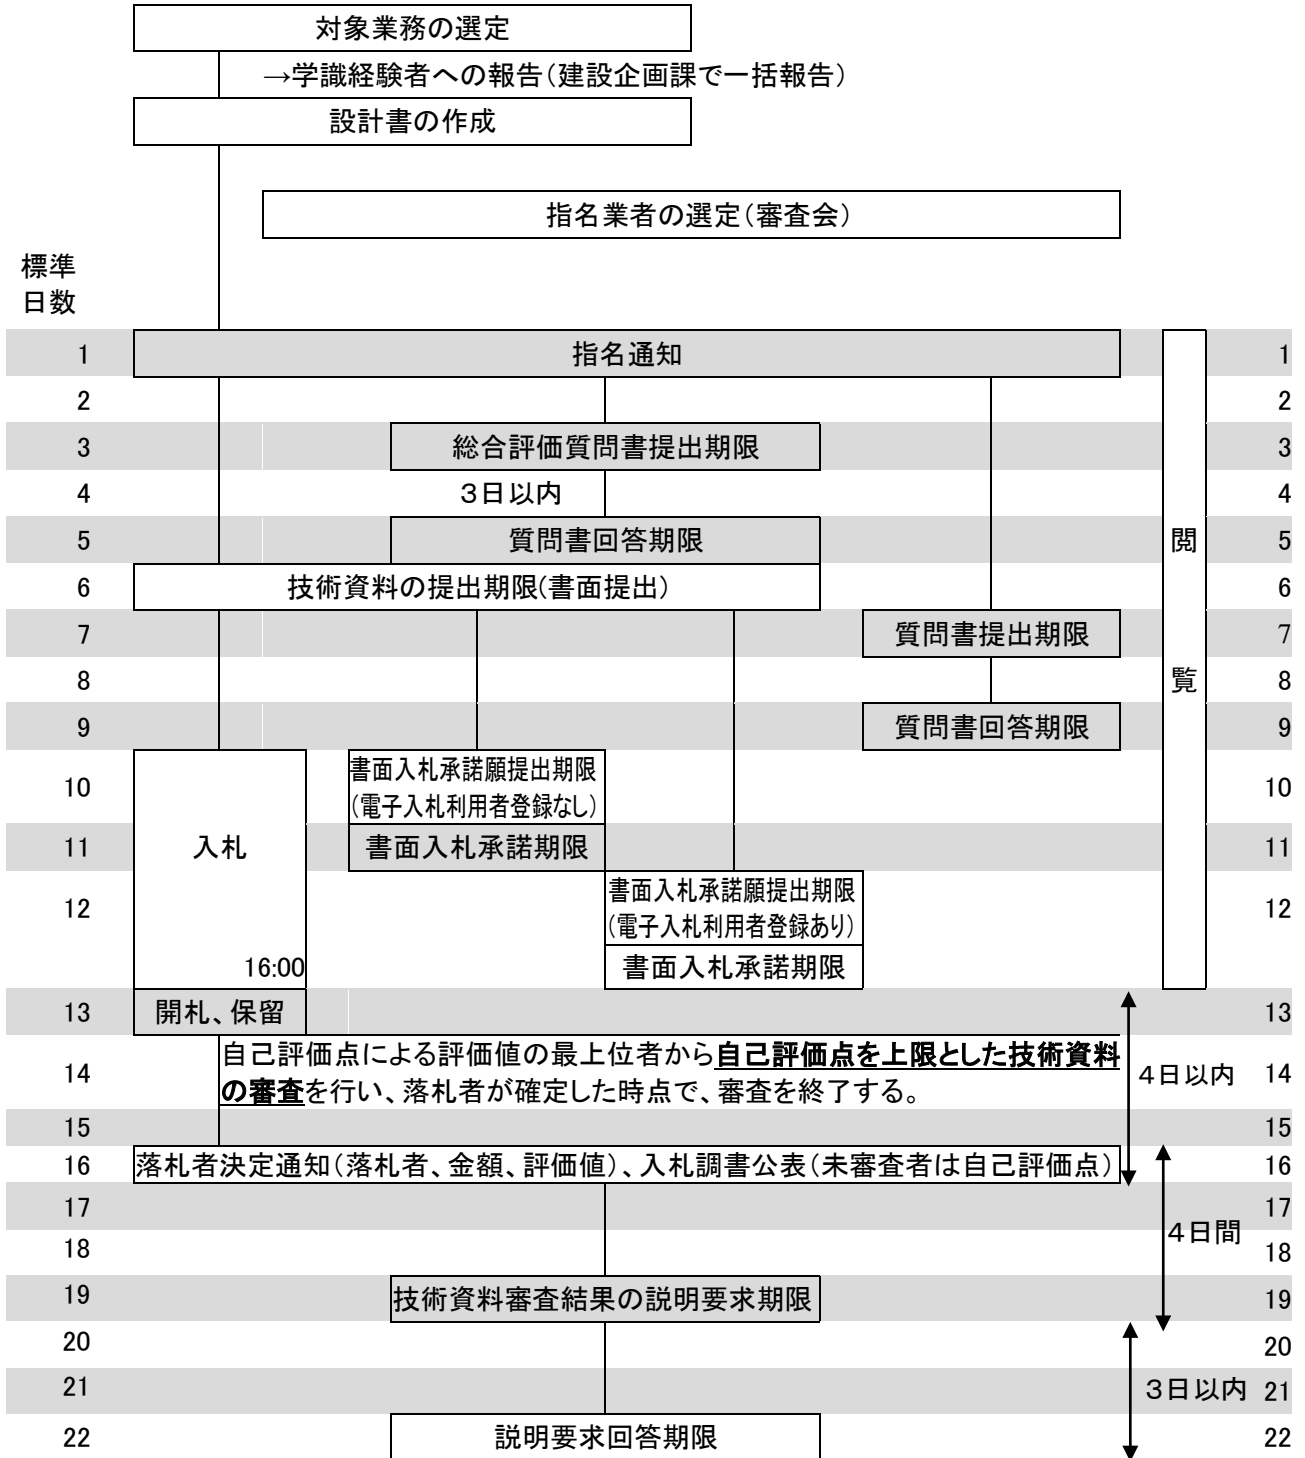 対象業務の選定
→学識経験者への報告(建設企画課で一括報告)
設計書の作成
指名業者の選定(審査会)
標準
日数
1 指名通知 1
2 2
3 総合評価質問書提出期限 3
4 3日以内 4
5 質問書回答期限 5
6 技術資料の提出期限(書面提出) 6
7 質問書提出期限 7
8 8
9 質問書回答期限 9
閲
覧
書面入札承諾願提出期限
10 10
(電子入札利用者登録なし)
11 入札 書面入札承諾期限 11
書面入札承諾願提出期限
12 12
(電子入札利用者登録あり)
16:00 書面入札承諾期限
13 開札、保留 13
自己評価点による評価値の最上位者から自己評価点を上限とした技術資料
14 4日以内 14
の審査を行い、落札者が確定した時点で、審査を終了する。
15 15
16 落札者決定通知(落札者、金額、評価値)、入札調書公表(未審査者は自己評価点) 16
17 17
4日間
18 18
19 技術資料審査結果の説明要求期限 19
20 20
21 3日以内 21
22 説明要求回答期限 22